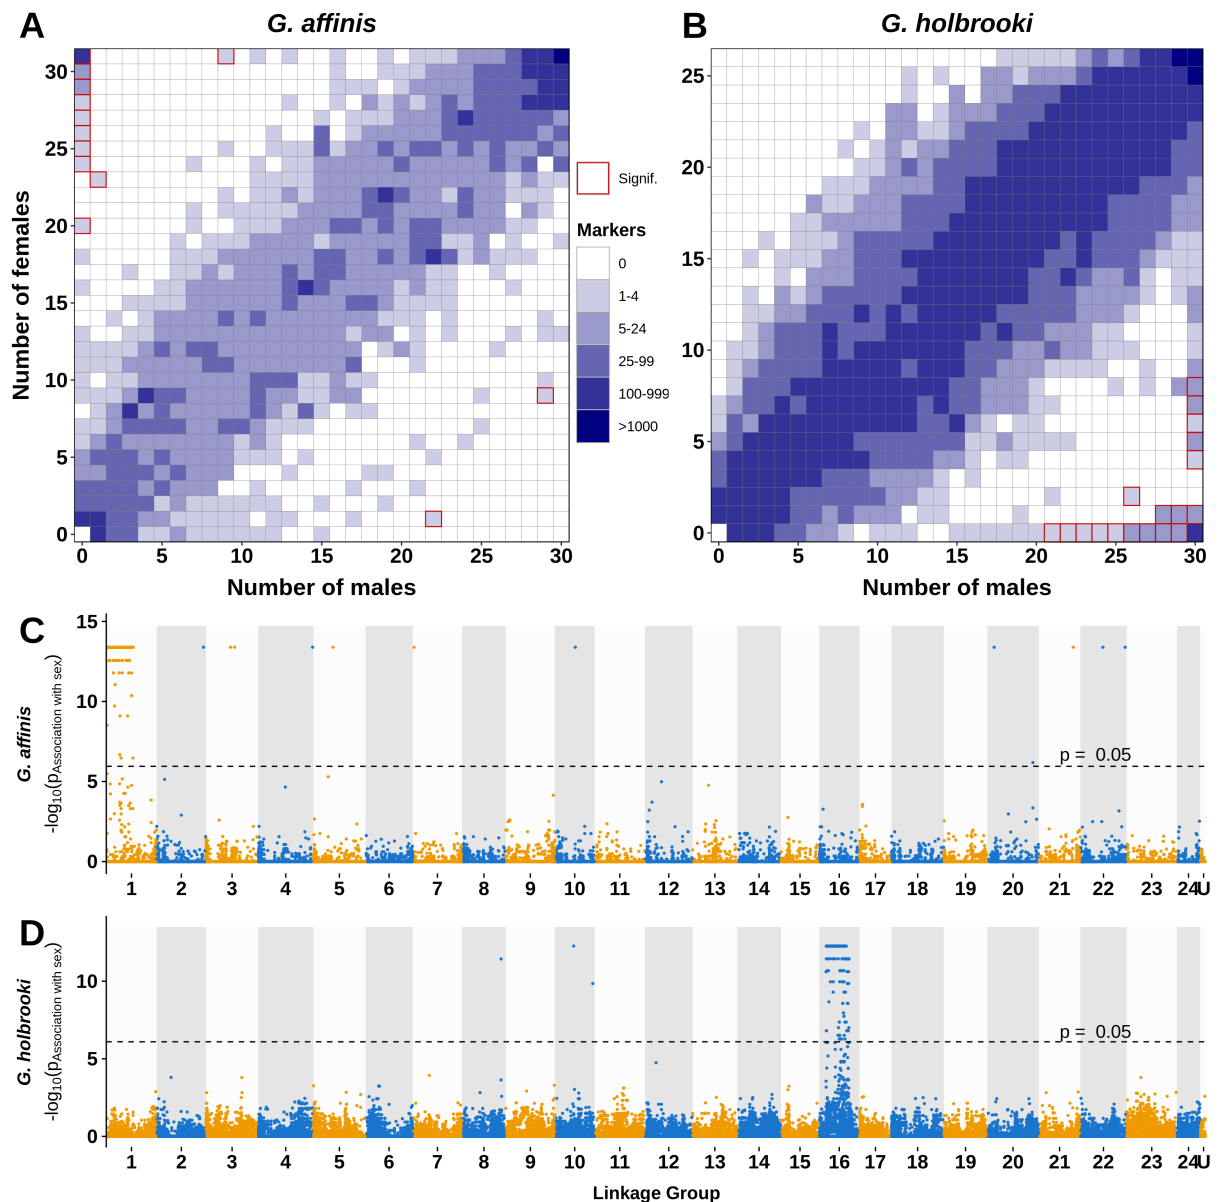 A
G. affinis
B
G. holbrooki
Number of females
30
25
20
15
10
5
0
0 5 10 15 20 25 30
Number of males
Signif.
Markers
0
1-4
5-24
25-99
100-999
>1000
25
20
15
10
5
0
0 5 10 15 20 25 30
Number of males
C
G. affinis
-log10(pAssociation with sex)
15
10
5
0
p = 0.05
1 2 3 4 5 6 7 8 9 10 11 12 13 14 15 16 17 18 19 20 21 22 23 24 U
D
G. holbrooki
-log10(pAssociation with sex)
10
5
0
p = 0.05
1 2 3 4 5 6 7 8 9 10 11 12 13 14 15 16 17 18 19 20 21 22 23 24 U
Linkage Group